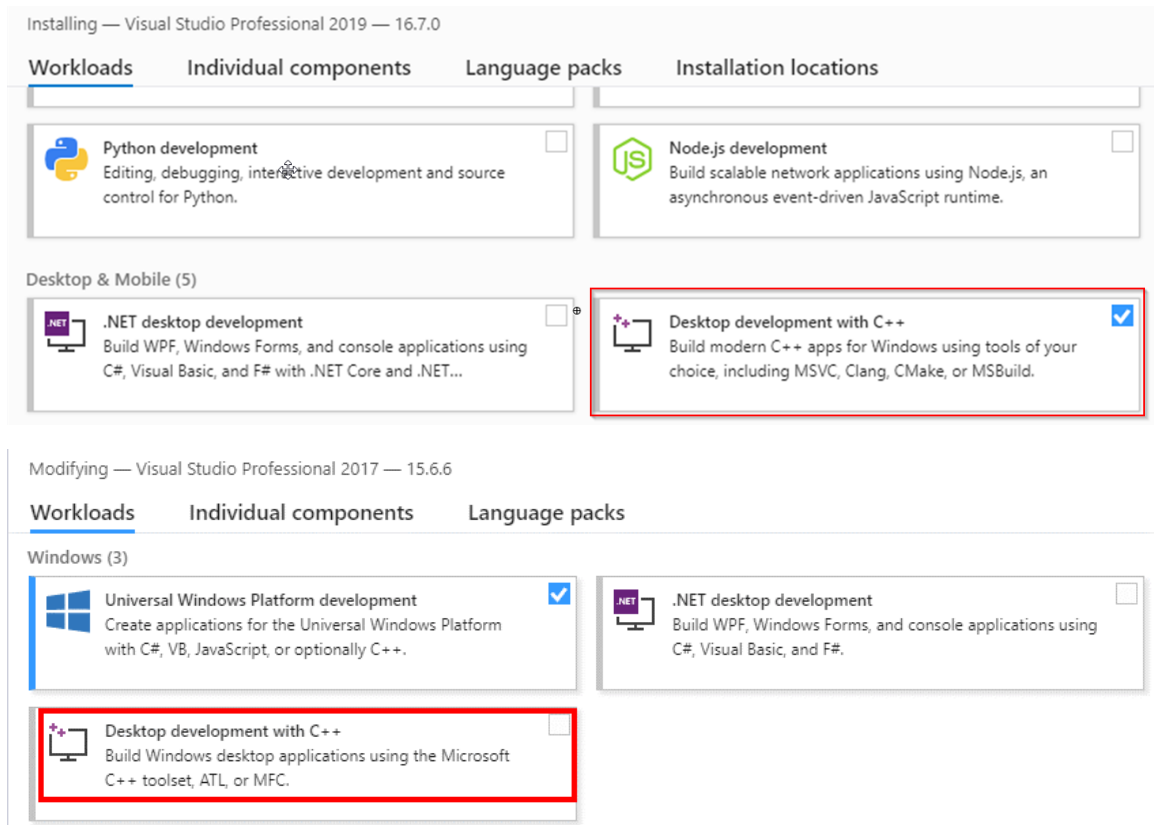 Installing — Visual Studio Professional 2019 — 16.7.0
Workloads Individual components Language packs Installation locations
Python development
Editing, debugging, interactive development and source
control for Python.
JS
Node.js development
Build scalable network applications using Node.js, an
asynchronous event-driven JavaScript runtime.
Desktop & Mobile (5)
.NET
.NET desktop development
Build WPF, Windows Forms, and console applications using
C#, Visual Basic, and F# with .NET Core and .NET...
Desktop development with C++
Build modern C++ apps for Windows using tools of your
choice, including MSVC, Clang, CMake, or MSBuild.
Modifying — Visual Studio Professional 2017 — 15.6.6
Workloads Individual components Language packs
Windows (3)
Universal Windows Platform development
Create applications for the Universal Windows Platform
with C#, VB, JavaScript, or optionally C++.
.NET
.NET desktop development
Build WPF, Windows Forms, and console applications using
C#, Visual Basic, and F#.
Desktop development with C++
Build Windows desktop applications using the Microsoft
C++ toolset, ATL, or MFC.